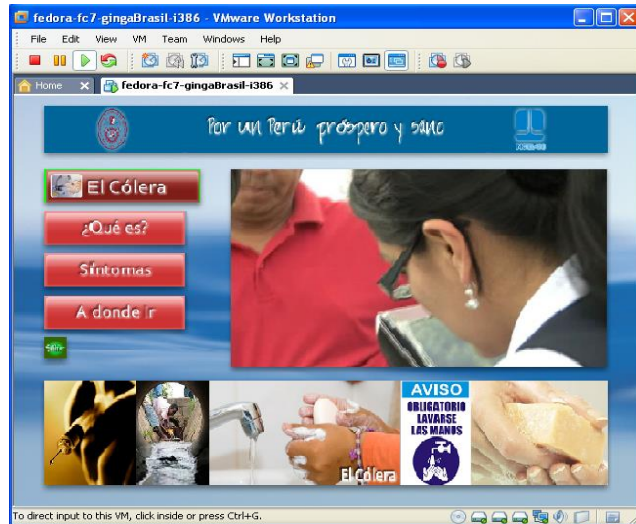 fedora-fc7-gingaBrasil-i386 - VMware Workstation
File Edit View VM Team Windows Help
Home X fedora-fc7-gingaBrasil-i386 X
Por un Perú prospero y sano
El Cólera
¿Qué es?
Síntomas
A donde ir
AVISO
OBLIGATORIO
LAVARSE
LAS MANOS
El Cólera
To direct input to this VM, click inside or press Ctrl+G.